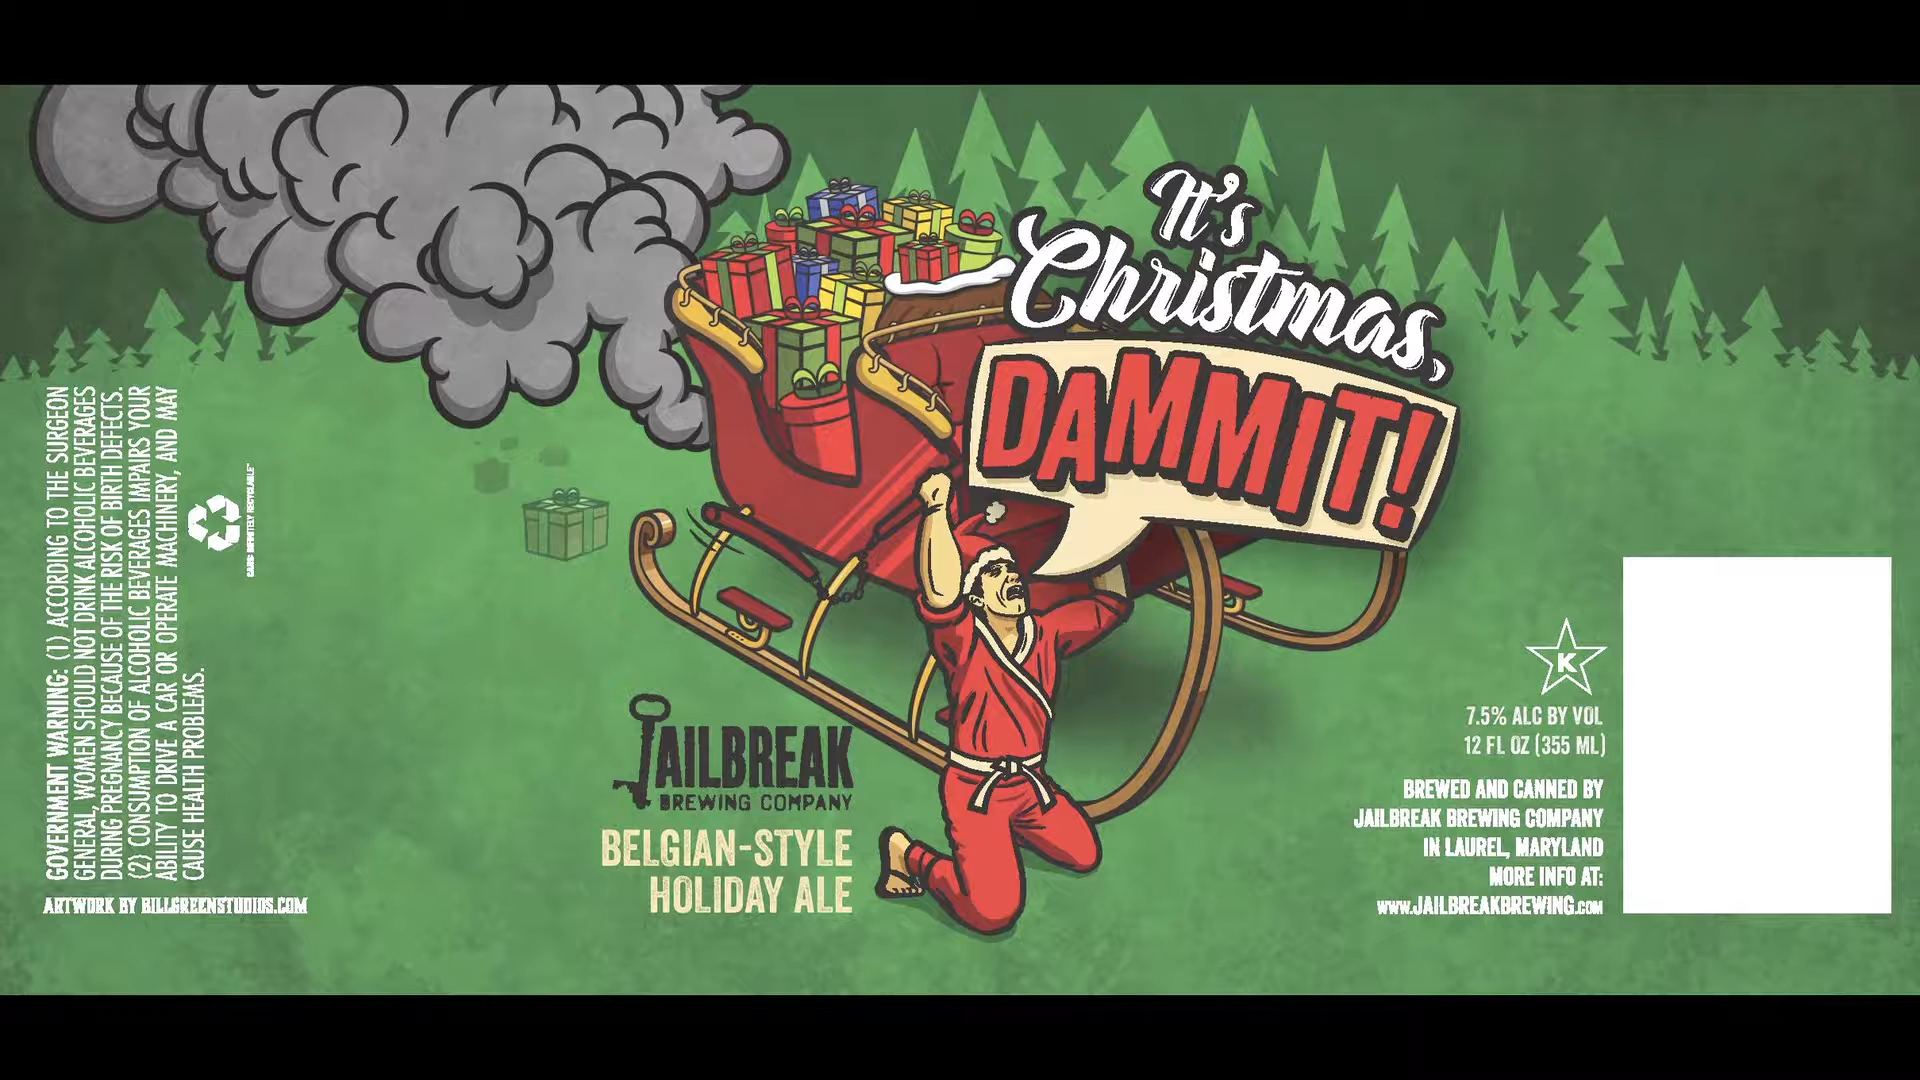 GOVERNMENT WARNING: (1) ACCORDING TO THE SURGEON
GENERAL, WOMEN SHOULD NOT DRINK ALCOHOLIC BEVERAGES
DURING PREGNANCY BECAUSE OF THE RISK OF BIRTH DEFECTS.
(2) CONSUMPTION OF ALCOHOLIC BEVERAGES IMPAIRS YOUR
ABILITY TO DRIVE A CAR OR OPERATE MACHINERY, AND MAY
CAUSE HEALTH PROBLEMS.
CANS: INFINITELY RECYCLABLE™
ARTWORK BY BILLGREENSTUDIOS.COM
It's
Christmas,
DAMMIT!
JAILBREAK
BREWING COMPANY
BELGIAN-STYLE
HOLIDAY ALE
K
7.5% ALC BY VOL
12 FL OZ (355 ML)
BREWED AND CANNED BY
JAILBREAK BREWING COMPANY
IN LAUREL, MARYLAND
MORE INFO AT:
WWW.JAILBREAKBREWING.COM